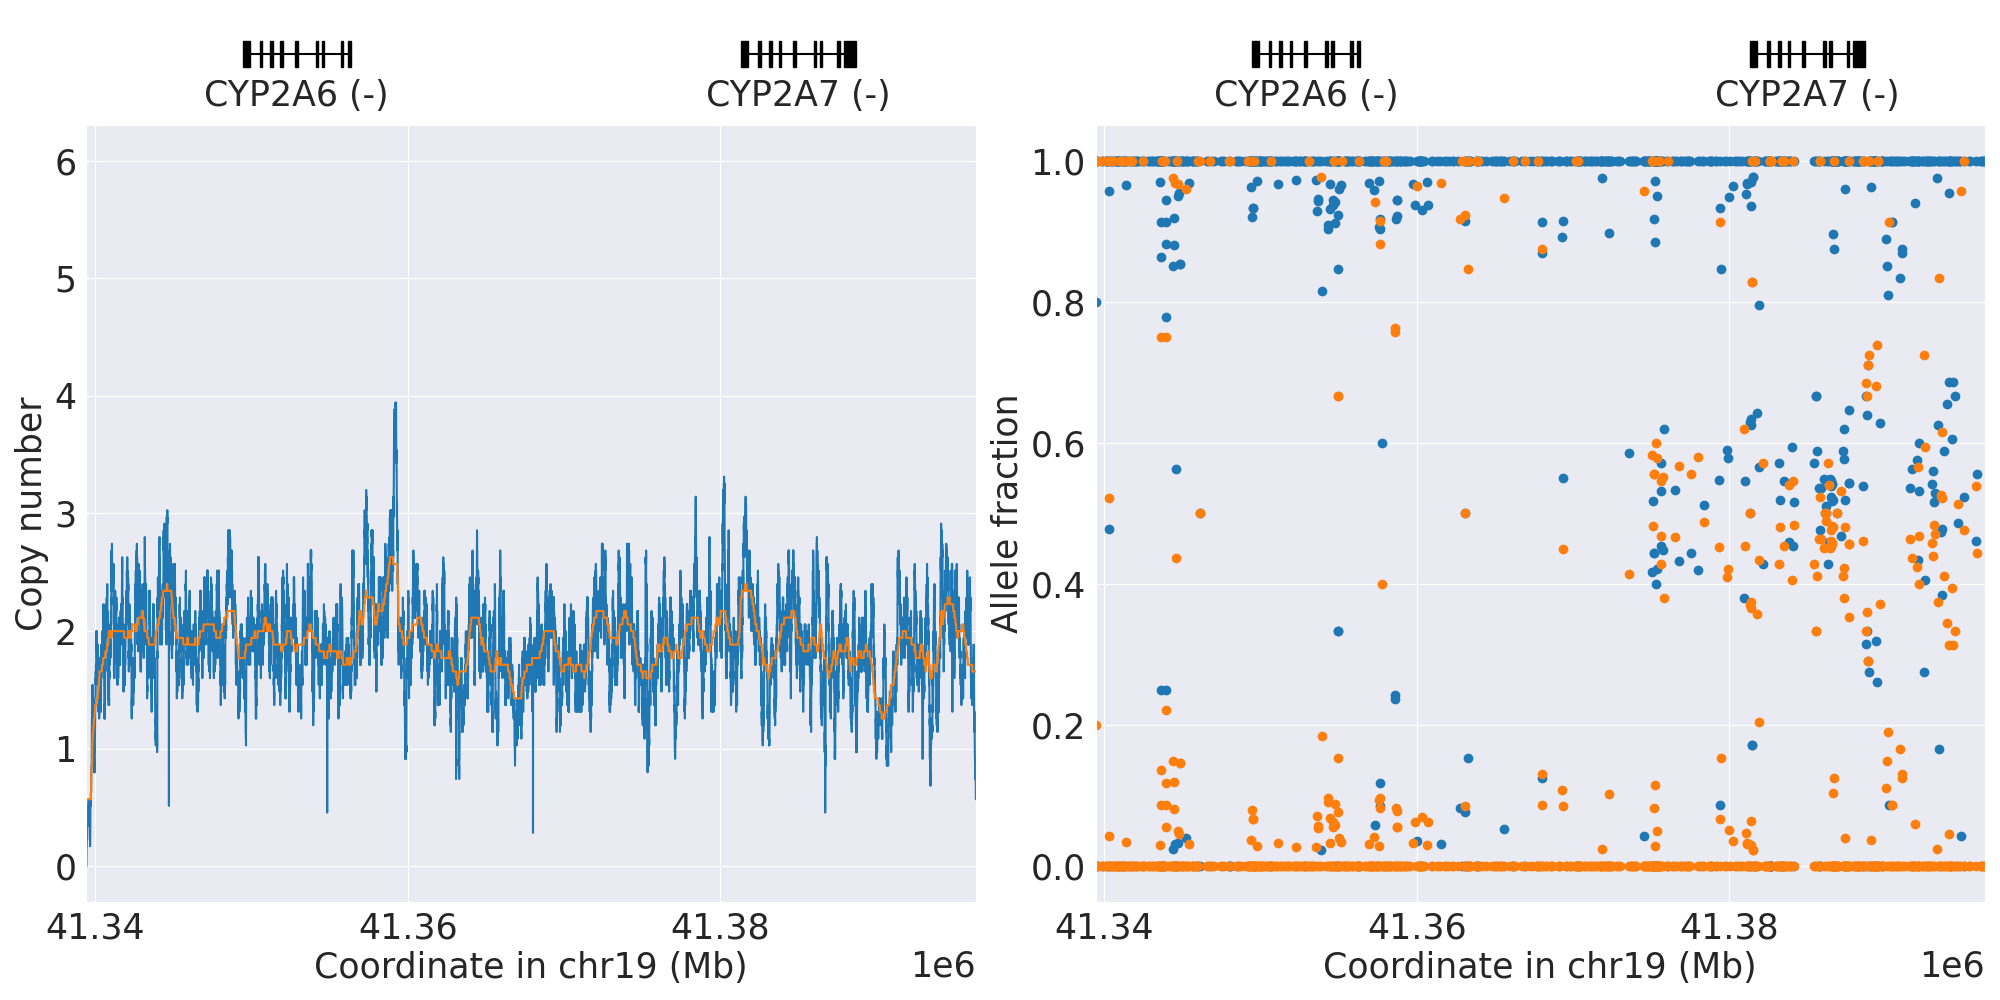 CYP2A6 (-)
CYP2A7 (-)
6
5
4
3
2
1
0
Copy number
41.34
41.36
41.38
Coordinate in chr19 (Mb)
1e6
CYP2A6 (-)
CYP2A7 (-)
1.0
0.8
0.6
0.4
0.2
0.0
Allele fraction
41.34
41.36
41.38
Coordinate in chr19 (Mb)
1e6